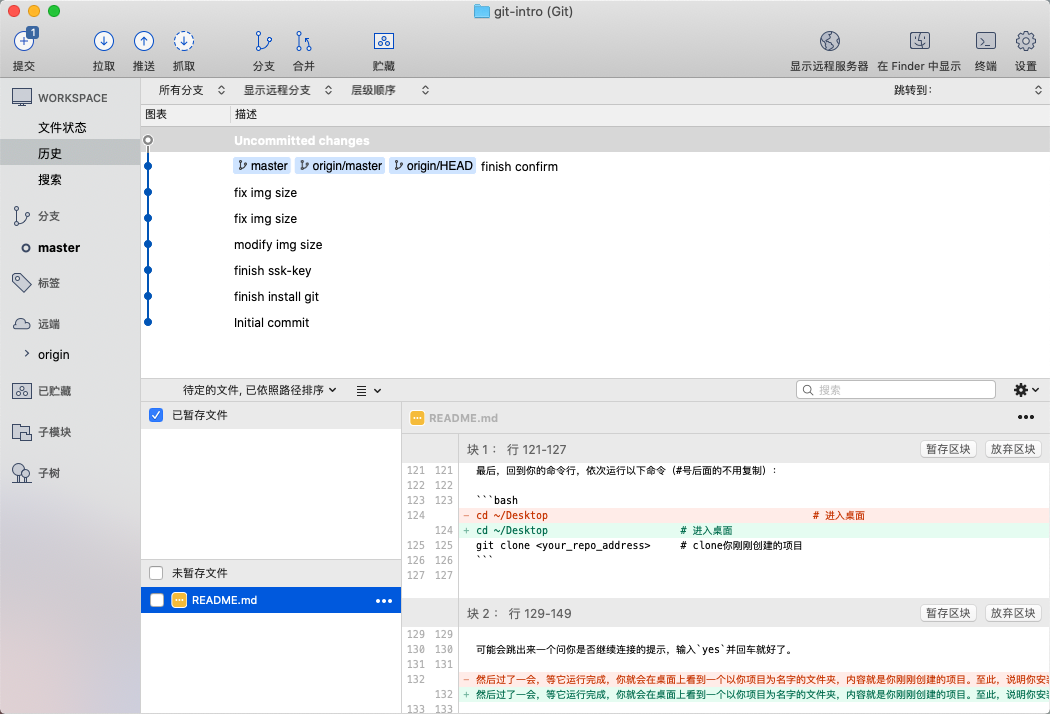 git-intro (Git)
1
提交
拉取
推送
抓取
分支
合并
贮藏
显示远程服务器
在 Finder 中显示
终端
设置
WORKSPACE
文件状态
历史
搜索
分支
master
标签
远端
origin
已贮藏
子模块
子树
所有分支
显示远程分支
层级顺序
跳转到:
图表
描述
Uncommitted changes
master origin/master origin/HEAD finish confirm
fix img size
fix img size
modify img size
finish ssk-key
finish install git
Initial commit
待定的文件, 已依照路径排序
搜索
已暂存文件
未暂存文件
README.md
README.md
块 1： 行 121-127
暂存区块
放弃区块
121 121 最后，回到你的命令行，依次运行以下命令（#号后面的不用复制）：
122 122
123 123 ```bash
124 - cd ~/Desktop # 进入桌面
124 + cd ~/Desktop # 进入桌面
125 125 git clone <your_repo_address> # clone你刚刚创建的项目
126 126 ```
127 127
块 2： 行 129-149
暂存区块
放弃区块
129 129
130 130 可能会跳出来一个问你是否继续连接的提示，输入`yes`并回车就好了。
131 131
132 - 然后过了一会，等它运行完成，你就会在桌面上看到一个以你项目为名字的文件夹，内容就是你刚刚创建的项目。至此，说明你安装
132 + 然后过了一会，等它运行完成，你就会在桌面上看到一个以你项目为名字的文件夹，内容就是你刚刚创建的项目。至此，说明你安装
133 133